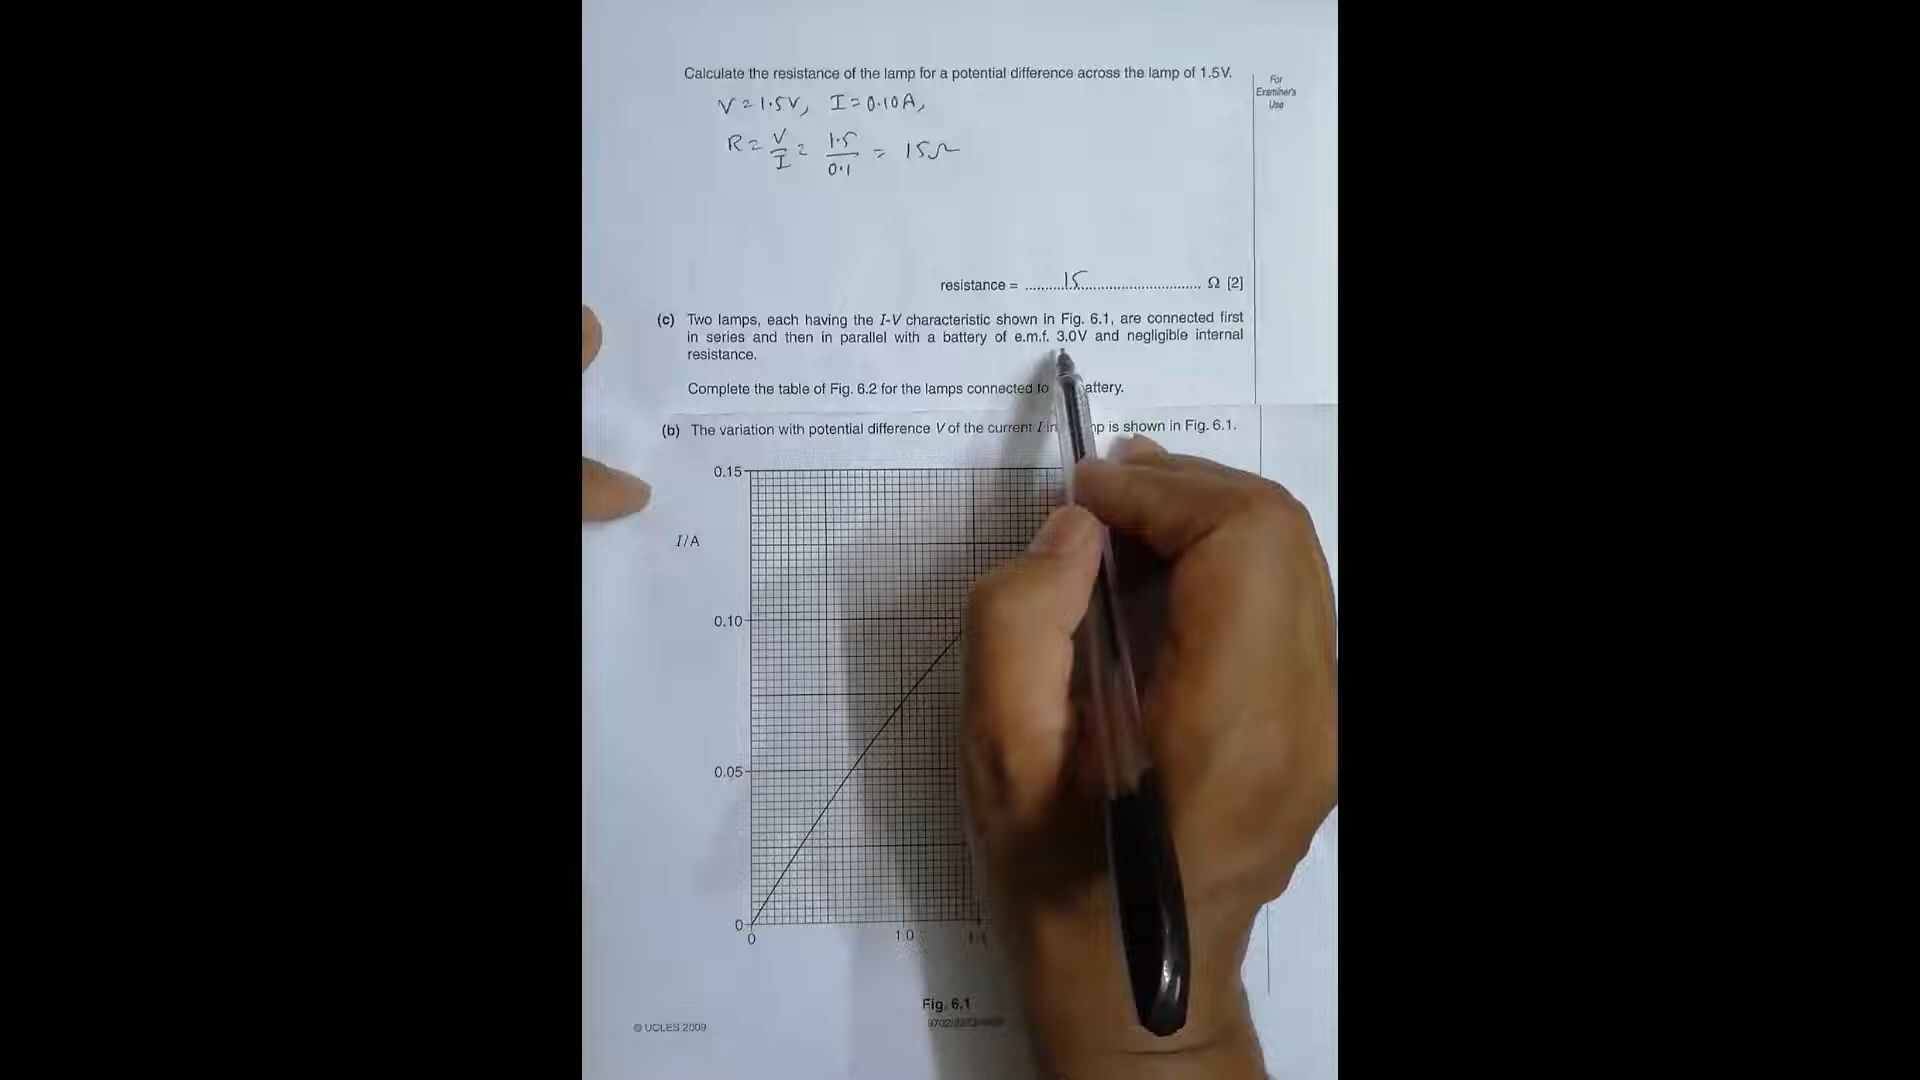 Calculate the resistance of the lamp for a potential difference across the lamp of 1.5V.
For
Examiner's
Use
V = 1.5V, I = 0.10A,
R = V/I = 1.5/0.1 = 15Ω
resistance = ..........15.......................................... Ω [2]
(c) Two lamps, each having the I-V characteristic shown in Fig. 6.1, are connected first
in series and then in parallel with a battery of e.m.f. 3.0V and negligible internal
resistance.
Complete the table of Fig. 6.2 for the lamps connected to attery.
(b) The variation with potential difference V of the current I in is shown in Fig. 6.1.
0.15
I/A
0.10
0.05
0
0
1.0
Fig. 6.1
© UCLES 2009